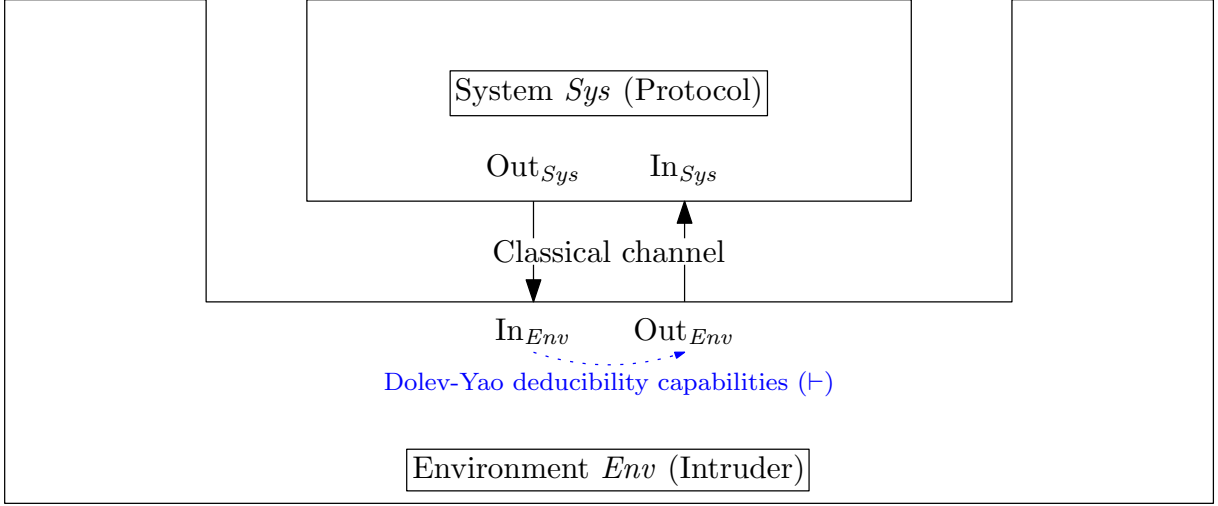 System Sys (Protocol)
Out_Sys In_Sys
Classical channel
In_Env Out_Env
Dolev-Yao deducibility capabilities (⊢)
Environment Env (Intruder)